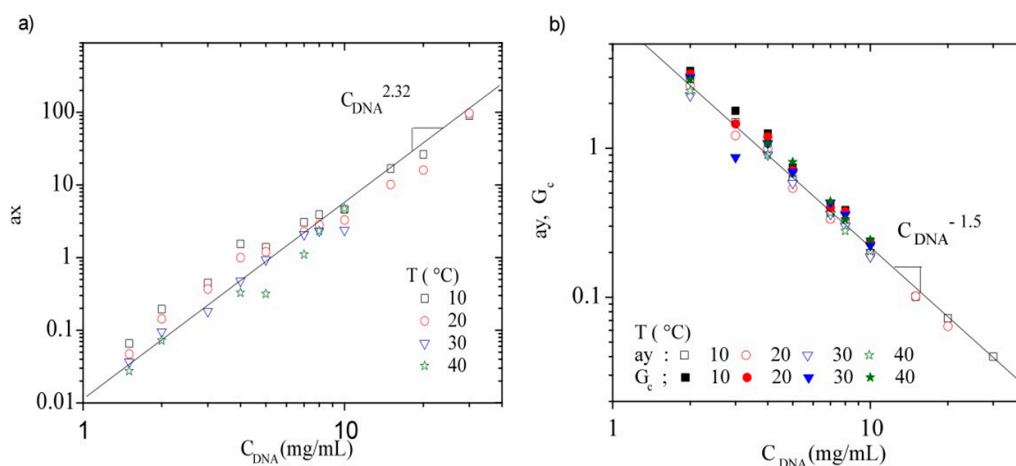 a)
100
10
1
0.1
0.01
ax
C_DNA^2.32
T ( °C)
10
20
30
40
1
10
C_DNA (mg/mL)
b)
1
0.1
ay, G_c
C_DNA^-1.5
T ( °C)
ay : 10 20 30 40
G_c ; 10 20 30 40
1
10
C_DNA (mg/mL)